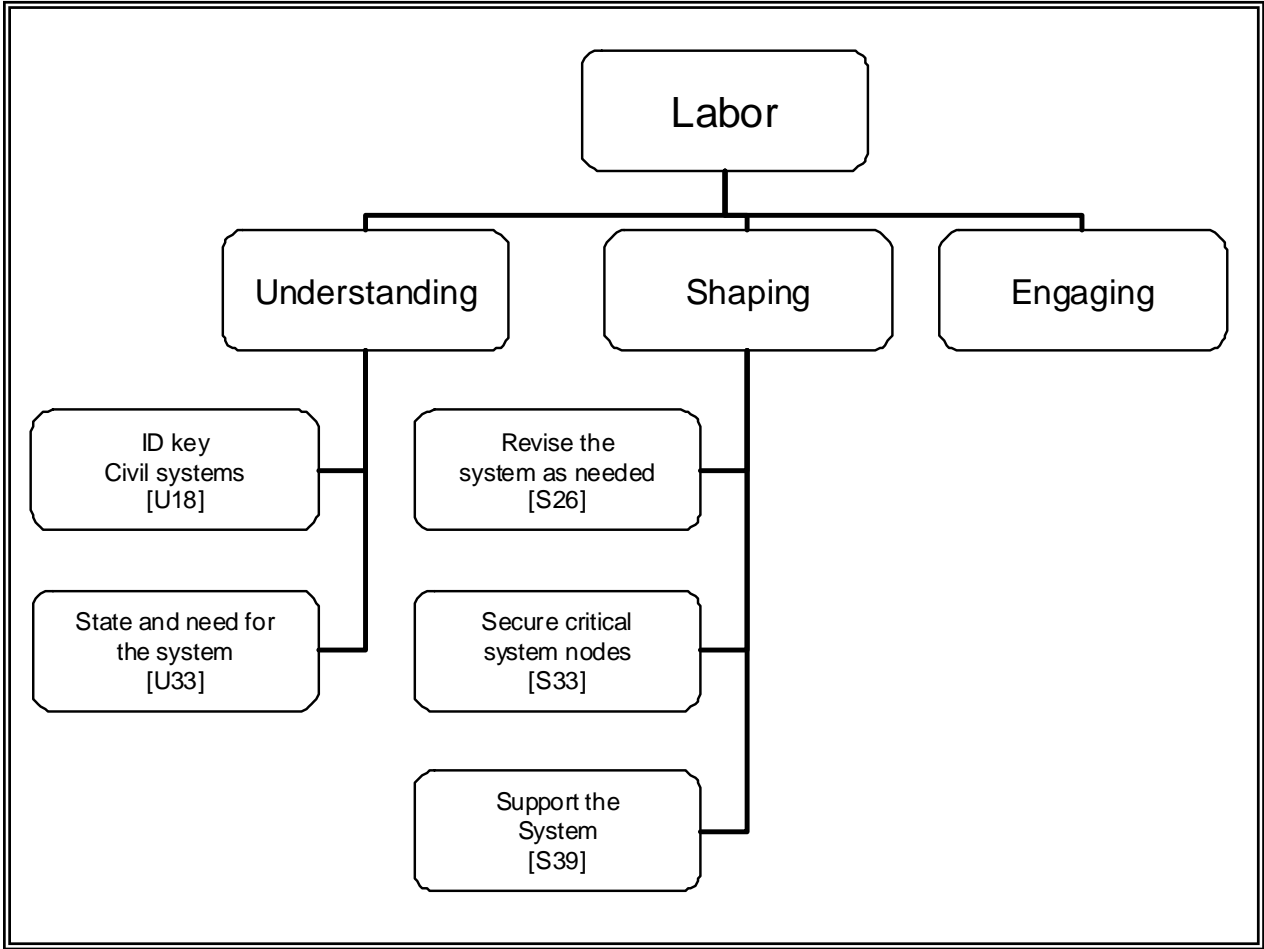 Labor
Understanding
Shaping
Engaging
ID key
Civil systems
[U18]
Revise the
system as needed
[S26]
State and need for
the system
[U33]
Secure critical
system nodes
[S33]
Support the
System
[S39]